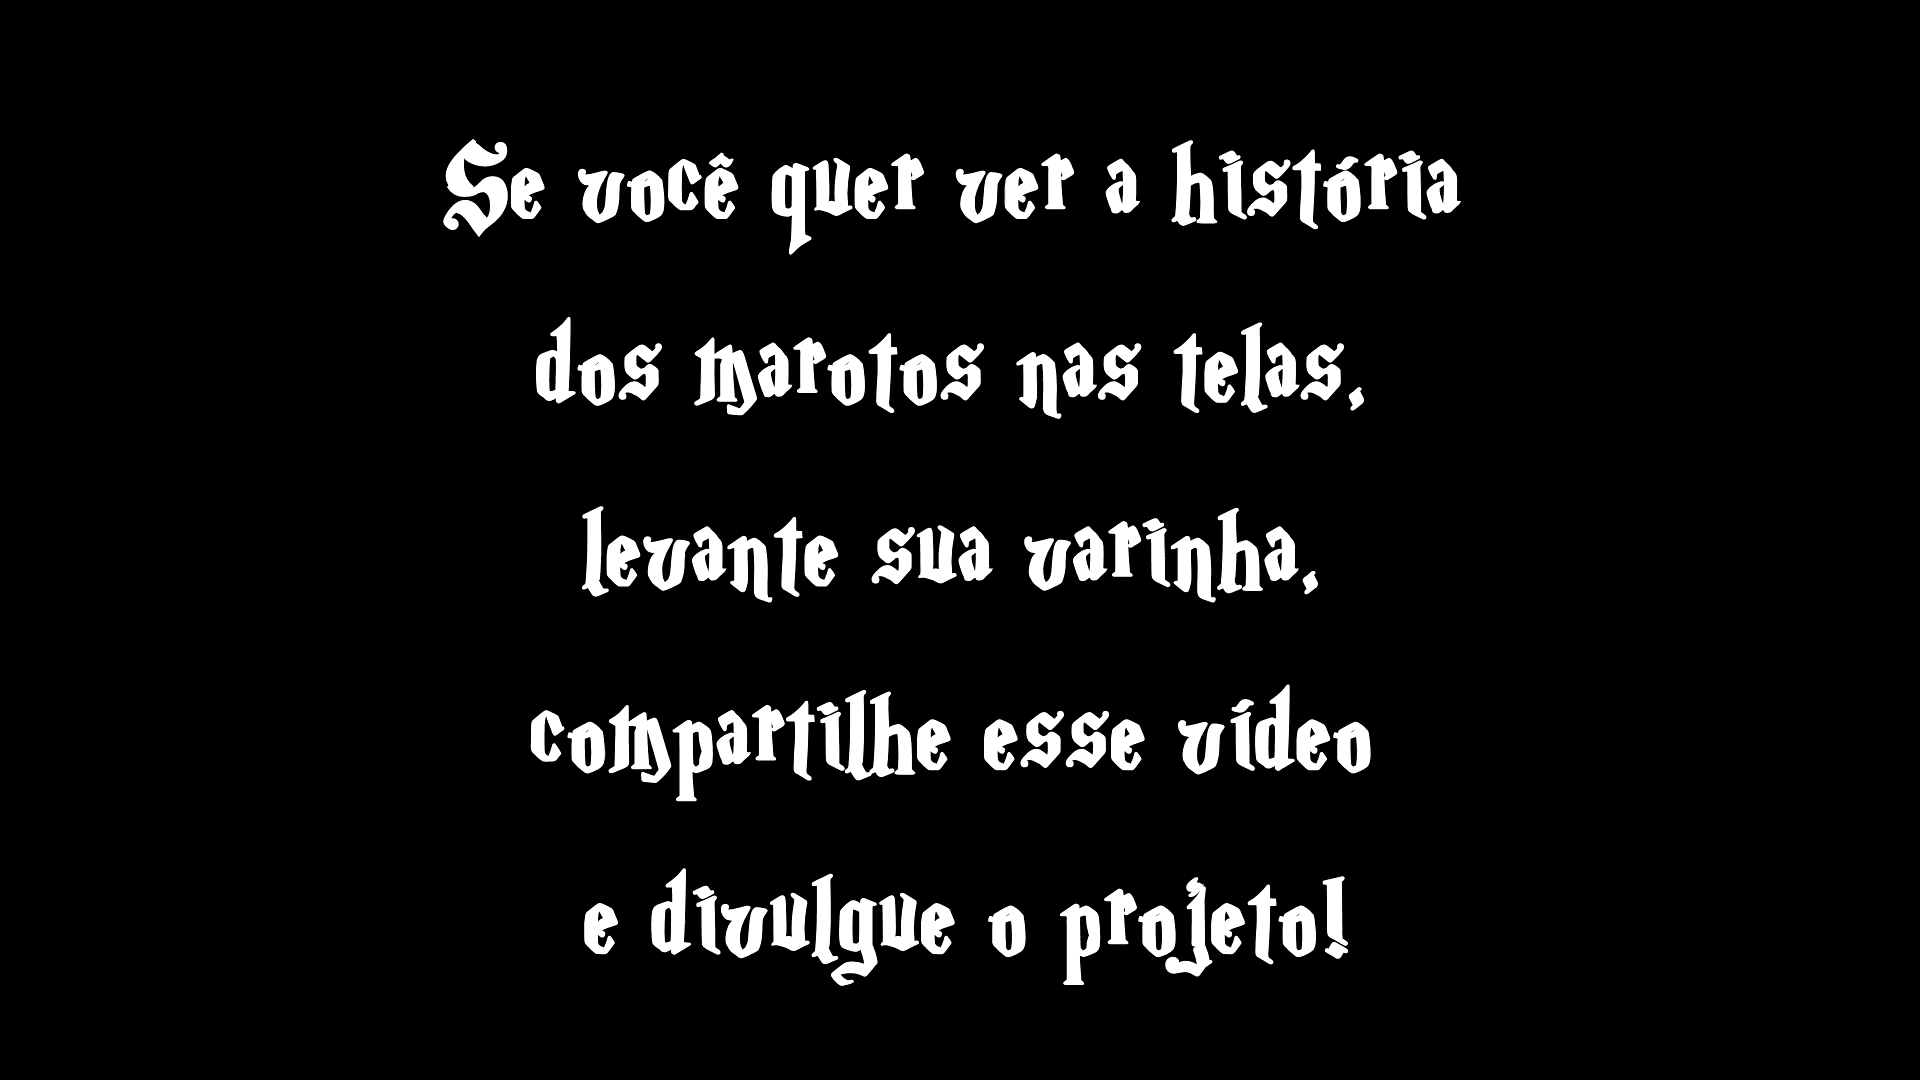 Se você quer ver a história
dos marotos nas telas,
levante sua varinha,
compartilhe esse vídeo
e divulgue o projeto!